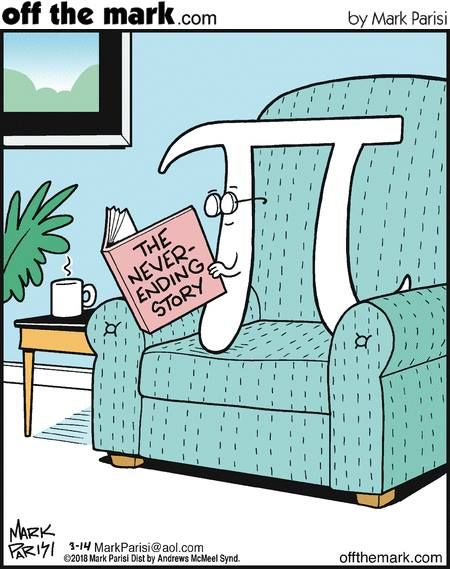 off the mark.com by Mark Parisi
THE
NEVER-
ENDING
STORY
MARK
PARISI
3-14 MarkParisi@aol.com
©2018 Mark Parisi Dist by Andrews McMeel Synd.
offthemark.com